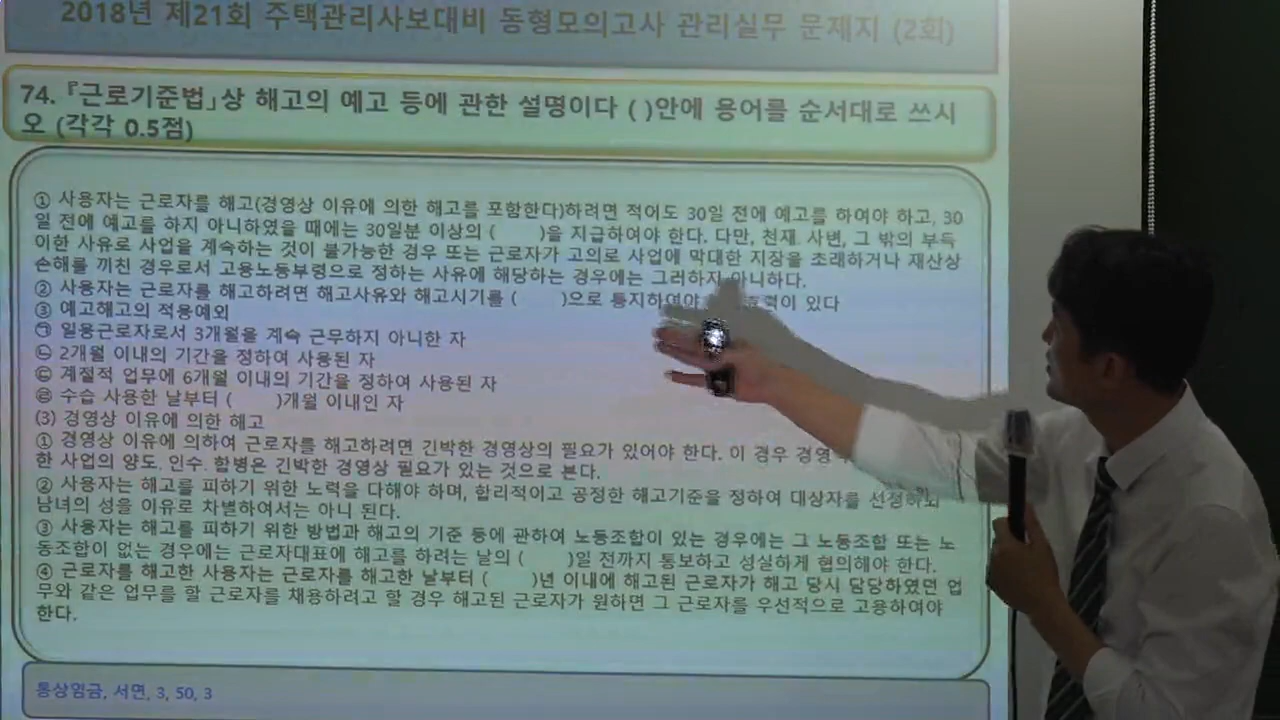 2018년 제21회 주택관리사보대비 동형모의고사 관리실무 문제지 (2회)
74. 『근로기준법」상 해고의 예고 등에 관한 설명이다 ( )안에 용어를 순서대로 쓰시
오 (각각 0.5점)
① 사용자는 근로자를 해고(경영상 이유에 의한 해고를 포함한다)하려면 적어도 30일 전에 예고를 하여야 하고, 30
일 전에 예고를 하지 아니하였을 때에는 30일분 이상의 ( )을 지급하여야 한다. 다만, 천재. 사변, 그 밖의 부득
이한 사유로 사업을 계속하는 것이 불가능한 경우 또는 근로자가 고의로 사업에 막대한 지장을 초래하거나 재산상
손해를 끼친 경우로서 고용노동부령으로 정하는 사유에 해당하는 경우에는 그러하지 아니하다.
② 사용자는 근로자를 해고하려면 해고사유와 해고시기를 ( )으로 통지하여야 효력이 있다
③ 예고해고의 적용예외
㉠ 일용근로자로서 3개월을 계속 근무하지 아니한 자
㉡ 2개월 이내의 기간을 정하여 사용된 자
㉢ 계절적 업무에 6개월 이내의 기간을 정하여 사용된 자
㉣ 수습 사용한 날부터 ( )개월 이내인 자
(3) 경영상 이유에 의한 해고
① 경영상 이유에 의하여 근로자를 해고하려면 긴박한 경영상의 필요가 있어야 한다. 이 경우 경영
한 사업의 양도. 인수. 합병은 긴박한 경영상 필요가 있는 것으로 본다.
② 사용자는 해고를 피하기 위한 노력을 다해야 하며, 합리적이고 공정한 해고기준을 정하여 대상자를 선정하되
남녀의 성을 이유로 차별하여서는 아니 된다.
③ 사용자는 해고를 피하기 위한 방법과 해고의 기준 등에 관하여 노동조합이 있는 경우에는 그 노동조합 또는 노
동조합이 없는 경우에는 근로자대표에 해고를 하려는 날의 ( )일 전까지 통보하고 성실하게 협의해야 한다.
④ 근로자를 해고한 사용자는 근로자를 해고한 날부터 ( )년 이내에 해고된 근로자가 해고 당시 담당하였던 업
무와 같은 업무를 할 근로자를 채용하려고 할 경우 해고된 근로자가 원하면 그 근로자를 우선적으로 고용하여야
한다.
통상임금, 서면, 3, 50, 3